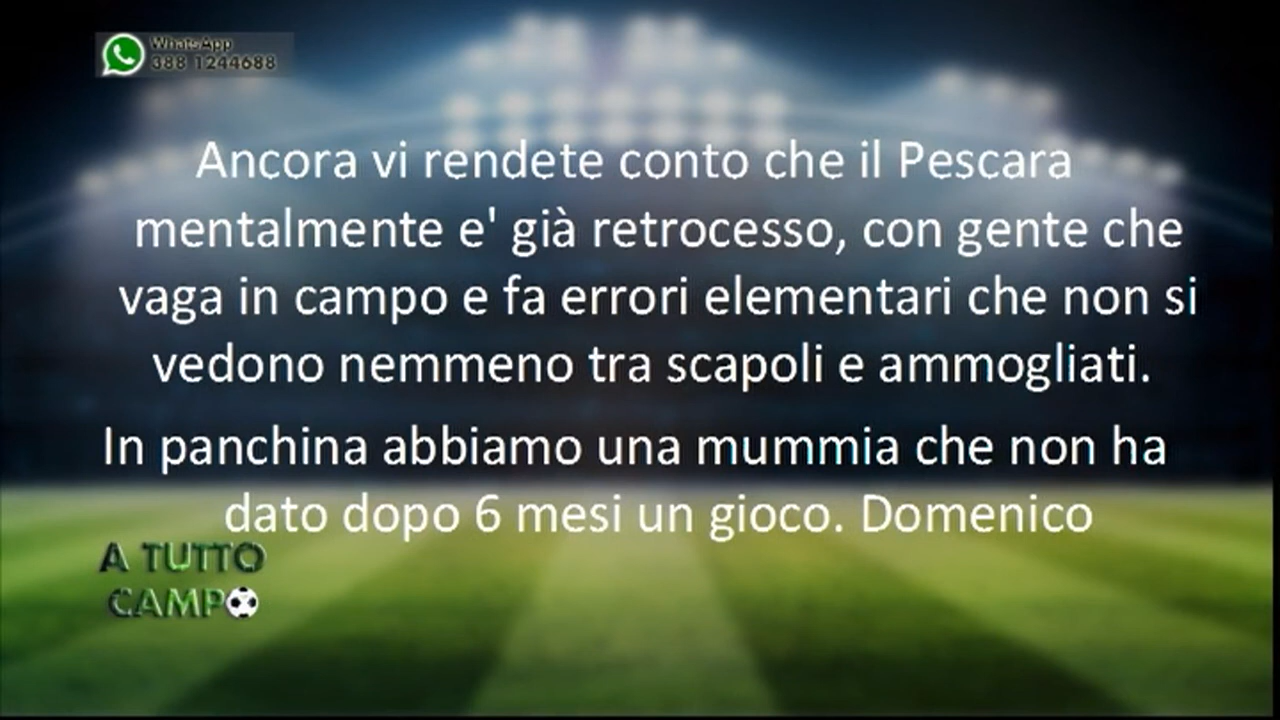 WhatsApp
388 1244688
Ancora vi rendete conto che il Pescara
mentalmente e' già retrocesso, con gente che
vaga in campo e fa errori elementari che non si
vedono nemmeno tra scapoli e ammogliati.
In panchina abbiamo una mummia che non ha
dato dopo 6 mesi un gioco. Domenico
A TUTTO
CAMPO